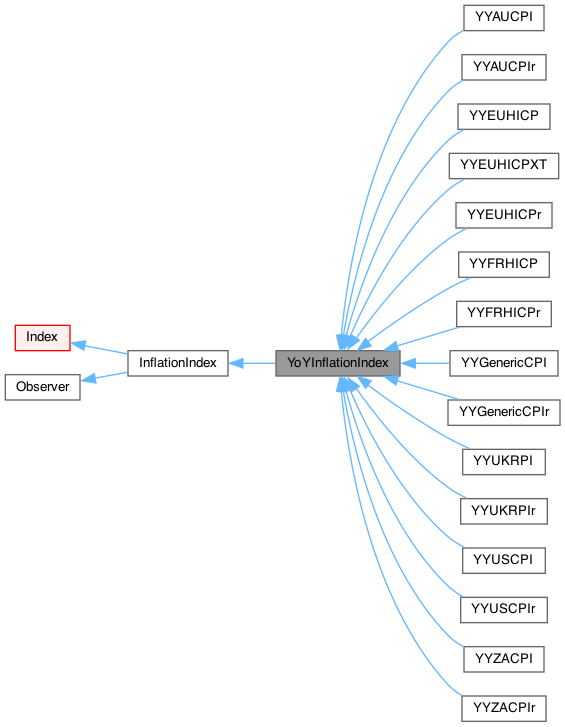 Index
Observer
InflationIndex
YoYInflationIndex
YYAUCPI
YYAUCPIr
YYEUHICP
YYEUHICPXT
YYEUHICPr
YYFRHICP
YYFRHICPr
YYGenericCPI
YYGenericCPIr
YYUKRPI
YYUKRPIr
YYUSCPI
YYUSCPIr
YYZACPI
YYZACPIr